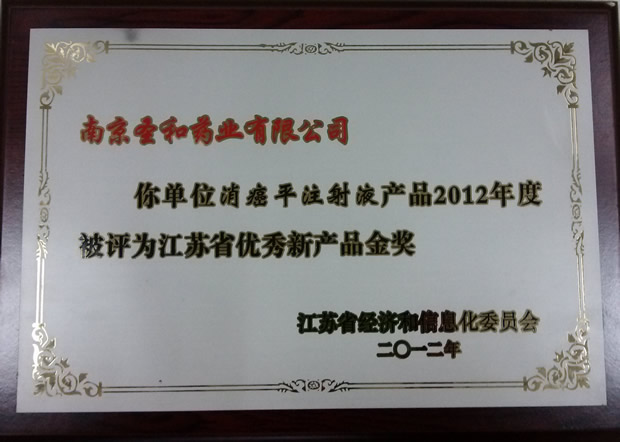 南京圣和药业有限公司
你单位消癌平注射液产品2012年度
被评为江苏省优秀新产品金奖
江苏省经济和信息化委员会
二〇一二年